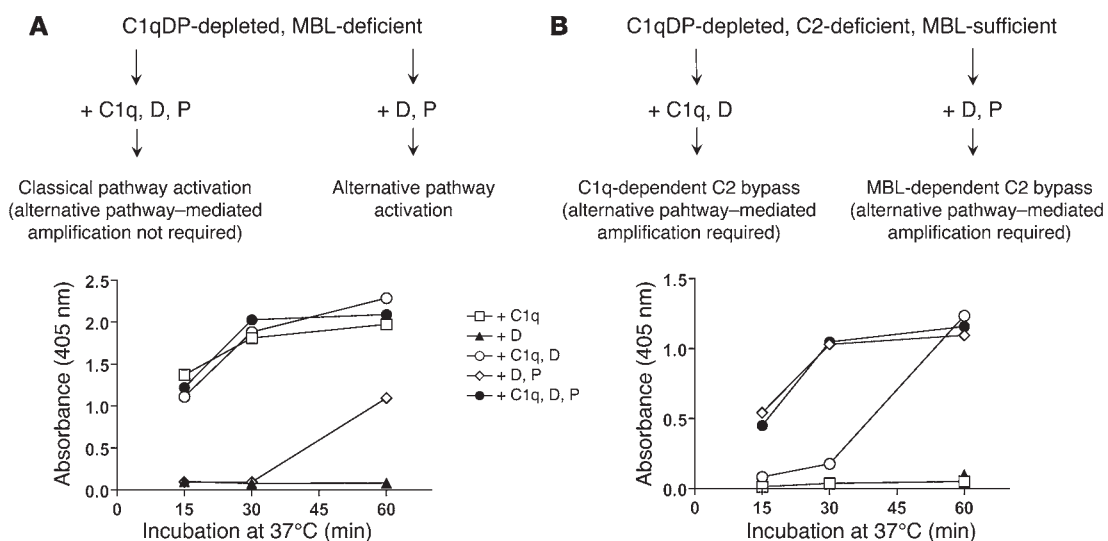 A
C1qDP-depleted, MBL-deficient
+ C1q, D, P
+ D, P
Classical pathway activation
(alternative pathway–mediated
amplification not required)
Alternative pathway
activation
Absorbance (405 nm)
2.5
2.0
1.5
1.0
0.5
0.0
0
15
30
45
60
Incubation at 37°C (min)
+ C1q
+ D
+ C1q, D
+ D, P
+ C1q, D, P
B
C1qDP-depleted, C2-deficient, MBL-sufficient
+ C1q, D
+ D, P
C1q-dependent C2 bypass
(alternative pahtway–mediated
amplification required)
MBL-dependent C2 bypass
(alternative pathway–mediated
amplification required)
Absorbance (405 nm)
1.5
1.0
0.5
0.0
0
15
30
45
60
Incubation at 37°C (min)